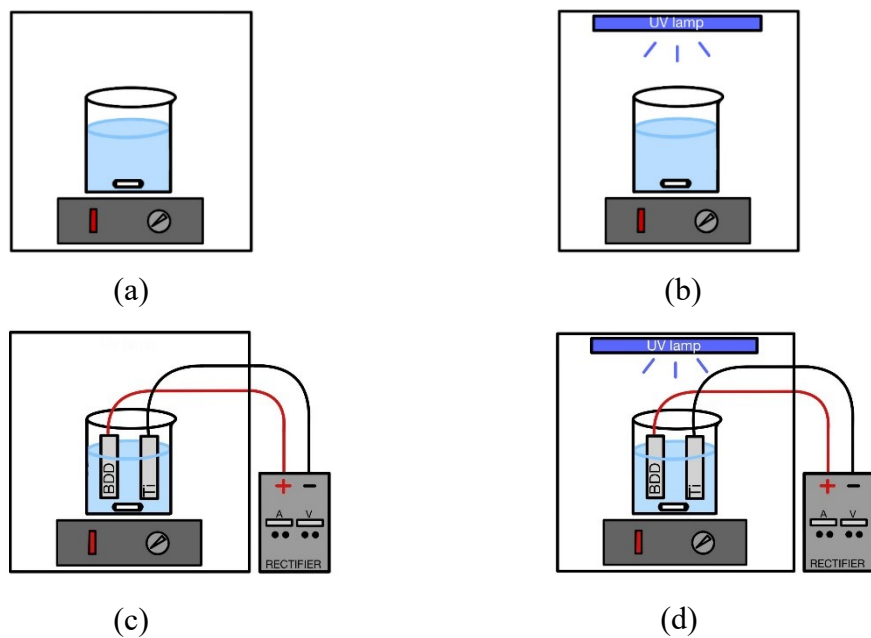 UV lamp
(a)
(b)
UV lamp
BDD
Ti
+ −
A V
RECTIFIER
BDD
Ti
+ −
A V
RECTIFIER
(c)
(d)